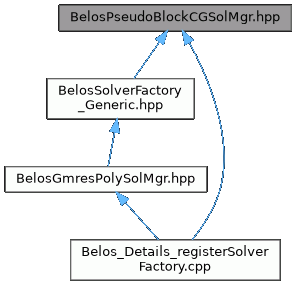 BelosPseudoBlockCGSolMgr.hpp
BelosSolverFactory
_Generic.hpp
BelosGmresPolySolMgr.hpp
Belos_Details_registerSolver
Factory.cpp